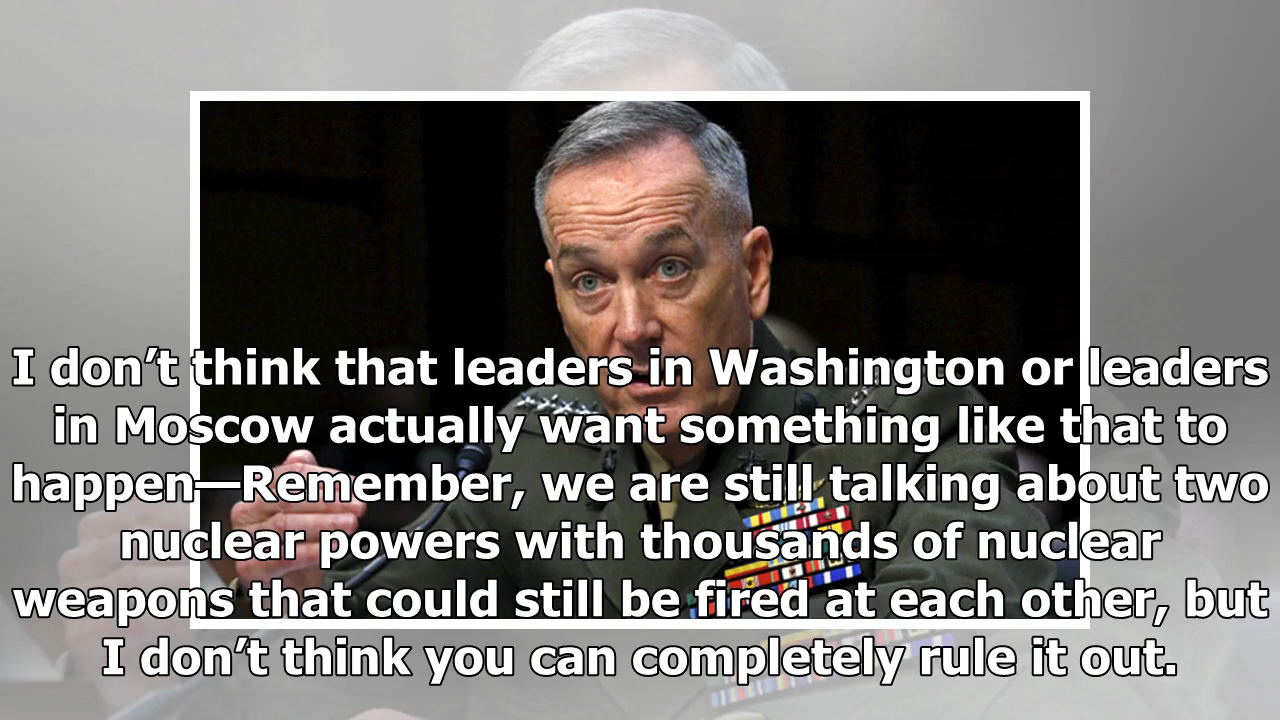 I don’t think that leaders in Washington or leaders
in Moscow actually want something like that to
happen—Remember, we are still talking about two
nuclear powers with thousands of nuclear
weapons that could still be fired at each other, but
I don’t think you can completely rule it out.